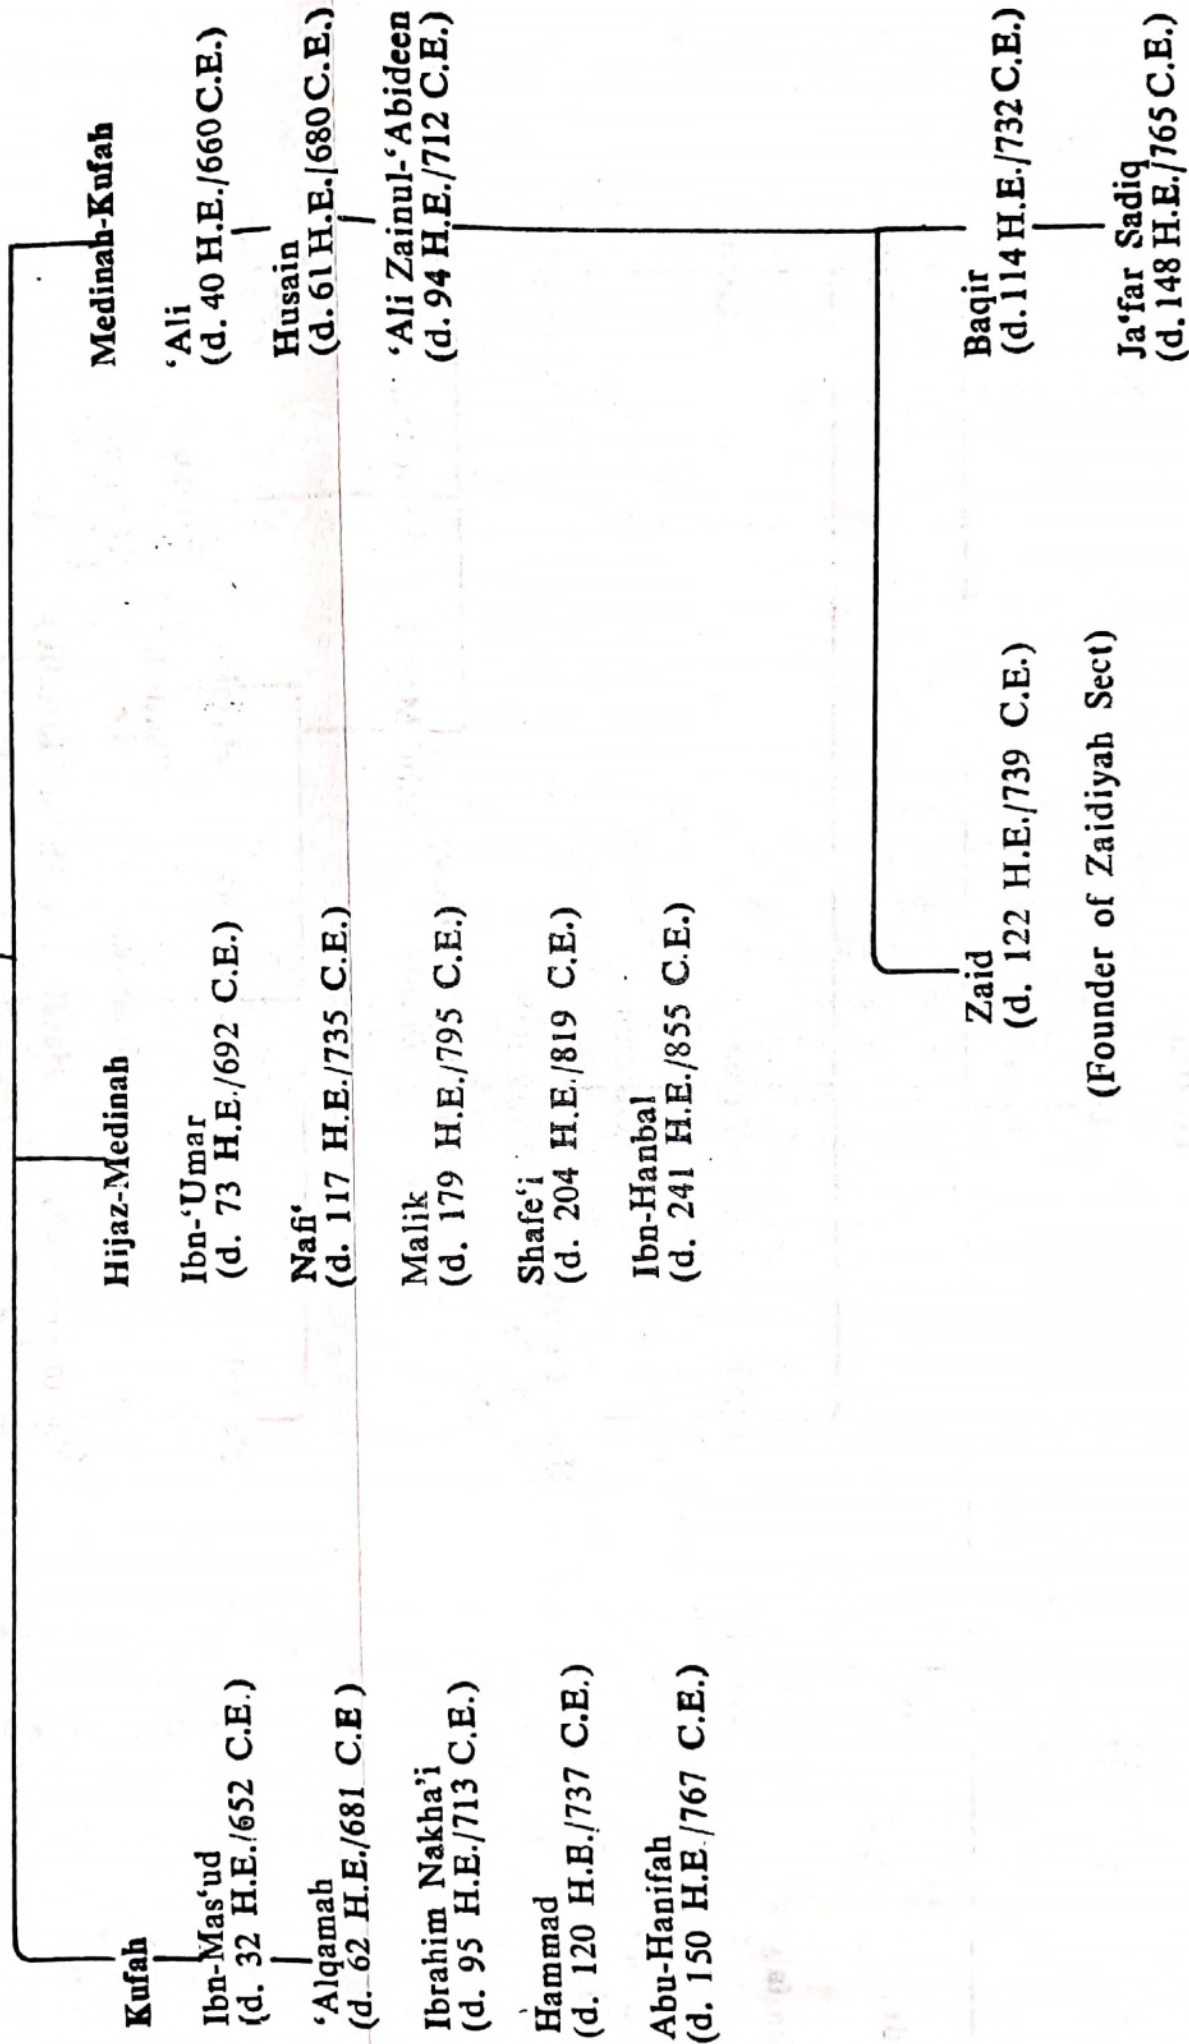 Kufah
Ibn-Mas‘ud
(d. 32 H.E./652 C.E.)
‘Alqamah
(d. 62 H.E./681 C.E )
Ibrahim Nakha’i
(d. 95 H.E./713 C.E.)
Hammad
(d. 120 H.E./737 C.E.)
Abu-Hanifah
(d. 150 H.E./767 C.E.)
Hijaz-Medinah
Ibn-‘Umar
(d. 73 H.E./692 C.E.)
Nafi‘
(d. 117 H.E./735 C.E.)
Malik
(d. 179 H.E./795 C.E.)
Shafe‘i
(d. 204 H.E./819 C.E.)
Ibn-Hanbal
(d. 241 H.E./855 C.E.)
Medinah-Kufah
‘Ali
(d. 40 H.E./660 C.E.)
Husain
(d. 61 H.E./680 C.E.)
‘Ali Zainul-‘Abideen
(d. 94 H.E./712 C.E.)
Zaid
(d. 122 H.E./739 C.E.)
(Founder of Zaidiyah Sect)
Baqir
(d. 114 H.E./732 C.E.)
Ja‘far Sadiq
(d. 148 H.E./765 C.E.)